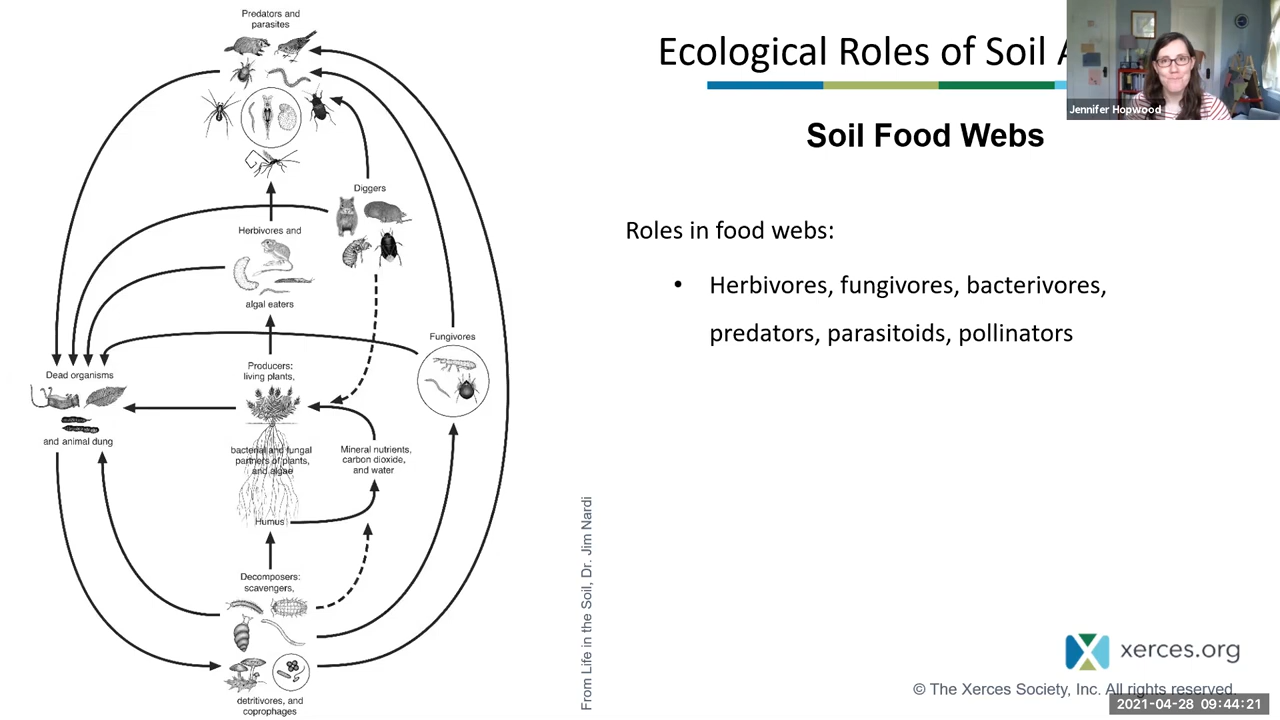 Predators and
parasites
Diggers
Herbivores and
algal eaters
Fungivores
Producers:
living plants,
Dead organisms
and animal dung
bacterial and fungal
partners of plants,
and algae
Mineral nutrients,
carbon dioxide,
and water
Humus
Decomposers:
scavengers,
detritivores, and
coprophages
From Life in the Soil, Dr. Jim Nardi
Ecological Roles of Soil
Jennifer Hopwood
Soil Food Webs
Roles in food webs:
• Herbivores, fungivores, bacterivores,
predators, parasitoids, pollinators
xerces.org
© The Xerces Society, Inc. All rights reserved.
2021-04-28 09:44:21